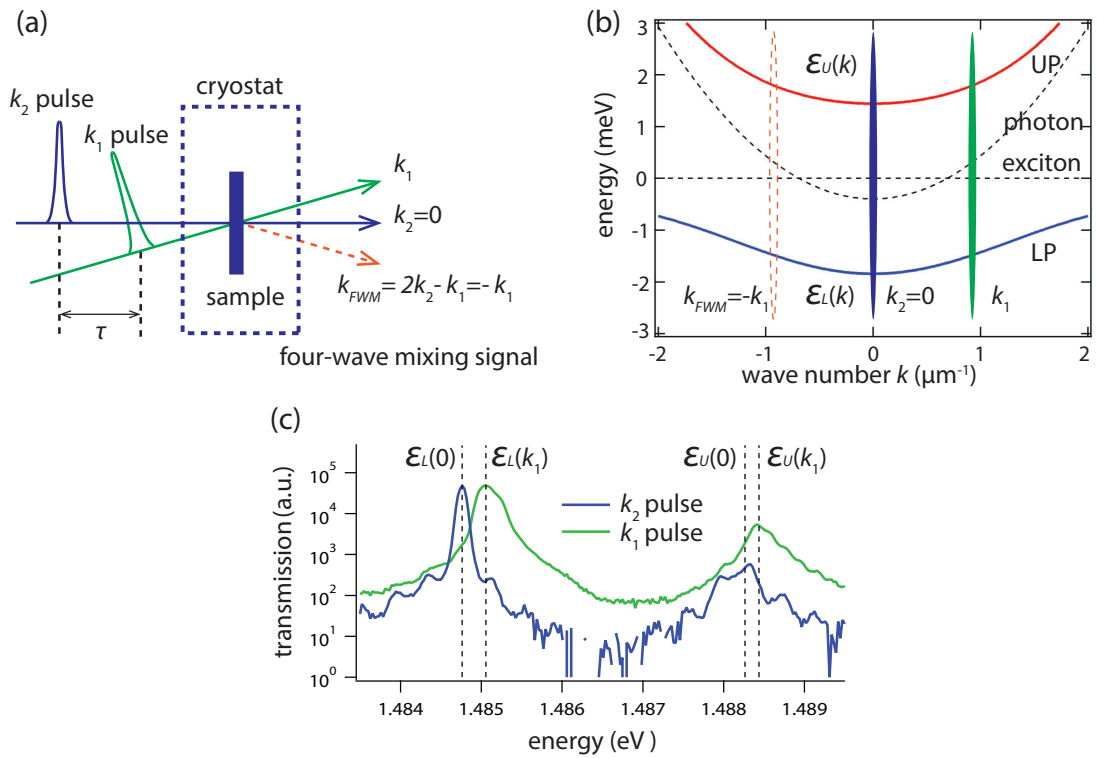 (a)
cryostat
k2 pulse
k1 pulse
k1
k2=0
kFWM= 2k2 - k1=- k1
sample
τ
four-wave mixing signal
(b)
3
2
1
0
-1
-2
-3
energy (meV)
εU(k)
UP
photon
exciton
LP
kFWM=-k1
εL(k)
k2=0
k1
-2
-1
0
1
2
wave number k (μm-1)
(c)
εL(0)
εL(k1)
εU(0)
εU(k1)
k2 pulse
k1 pulse
10^5
10^4
10^3
10^2
10^1
10^0
transmission (a.u.)
1.484
1.485
1.486
1.487
1.488
1.489
energy (eV )